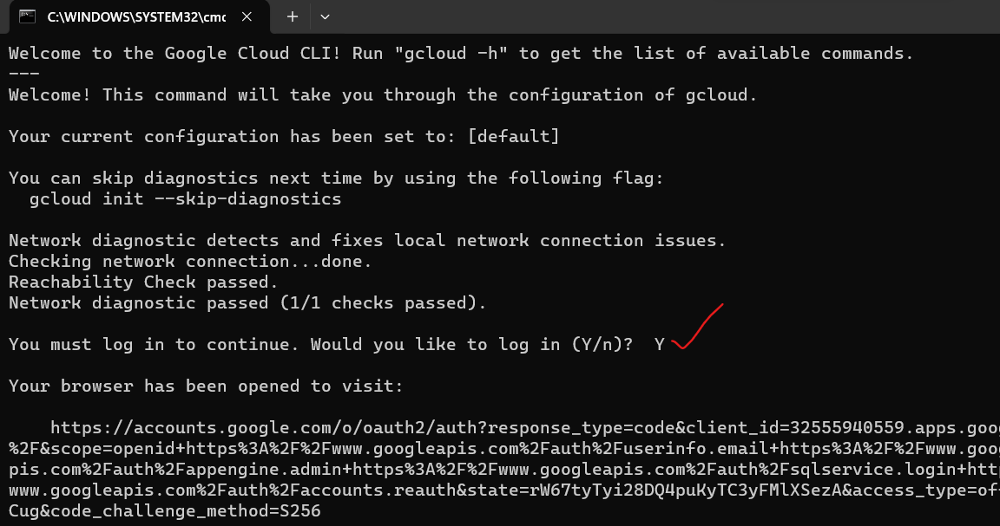 C:\WINDOWS\SYSTEM32\cmc
Welcome to the Google Cloud CLI! Run "gcloud -h" to get the list of available commands.
---
Welcome! This command will take you through the configuration of gcloud.
Your current configuration has been set to: [default]
You can skip diagnostics next time by using the following flag:
gcloud init --skip-diagnostics
Network diagnostic detects and fixes local network connection issues.
Checking network connection...done.
Reachability Check passed.
Network diagnostic passed (1/1 checks passed).
You must log in to continue. Would you like to log in (Y/n)?  Y
Your browser has been opened to visit:
https://accounts.google.com/o/oauth2/auth?response_type=code&client_id=32555940559.apps.goo
%2F&scope=openid+https%3A%2F%2Fwww.googleapis.com%2Fauth%2Fuserinfo.email+https%3A%2F%2Fwww.goo
pis.com%2Fauth%2Fappengine.admin+https%3A%2F%2Fwww.googleapis.com%2Fauth%2Fsqlservice.login+htt
www.googleapis.com%2Fauth%2Faccounts.reauth&state=rW67tyTyi28DQ4puKyTC3yFMlXSezA&access_type=of
Cug&code_challenge_method=S256